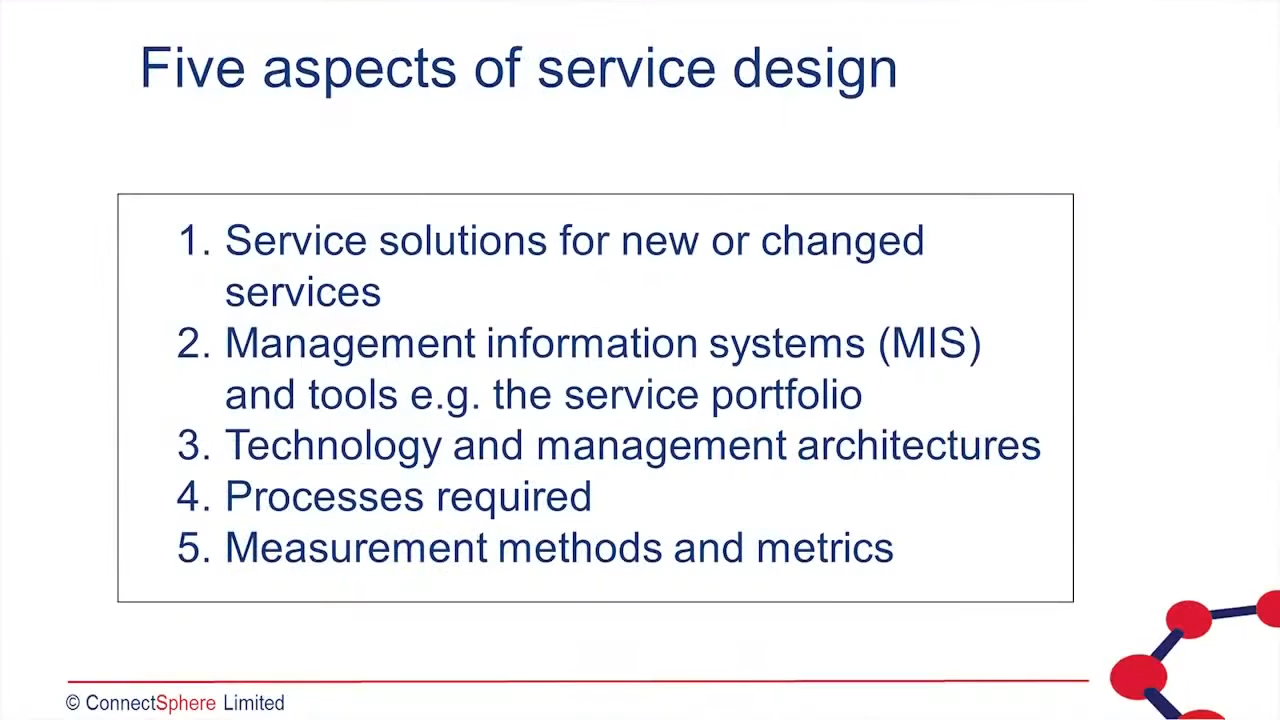 Five aspects of service design
1. Service solutions for new or changed
services
2. Management information systems (MIS)
and tools e.g. the service portfolio
3. Technology and management architectures
4. Processes required
5. Measurement methods and metrics
© ConnectSphere Limited